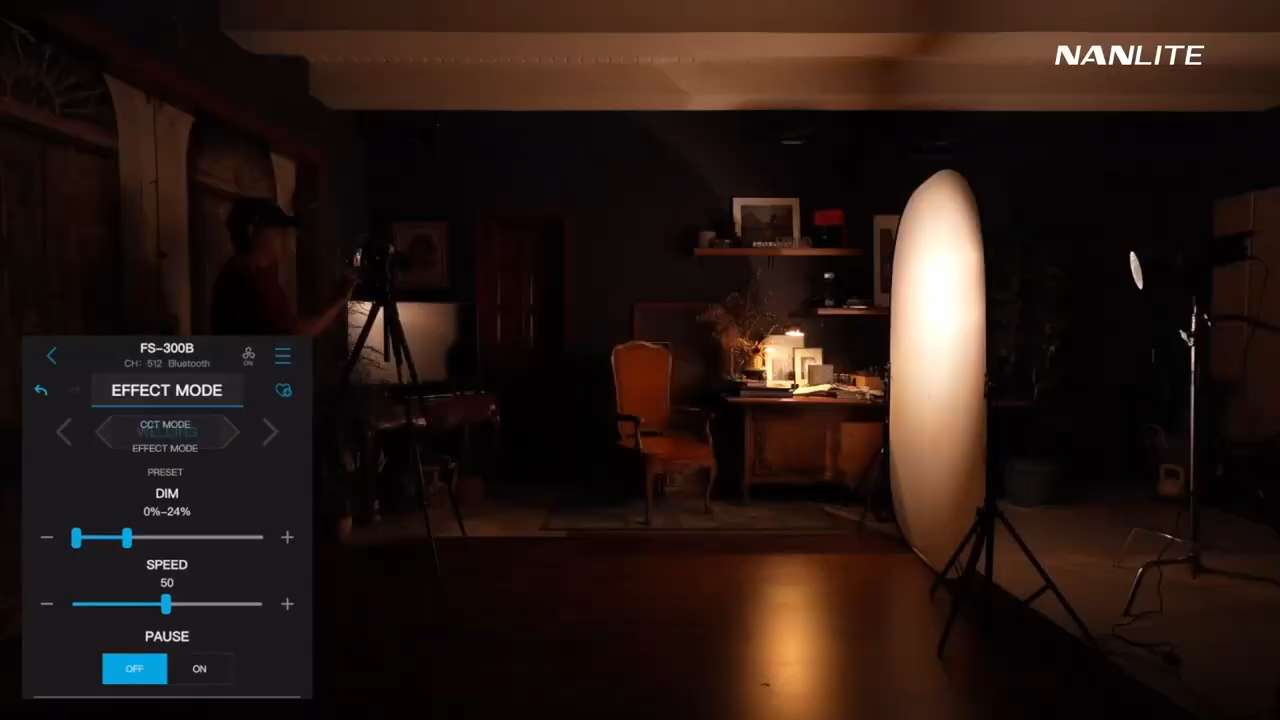 NANLITE
FS-300B
CH: 512 Bluetooth
ON
EFFECT MODE
CCT MODE
WELDING
EFFECT MODE
PRESET
DIM
0%-24%
SPEED
50
PAUSE
OFF
ON